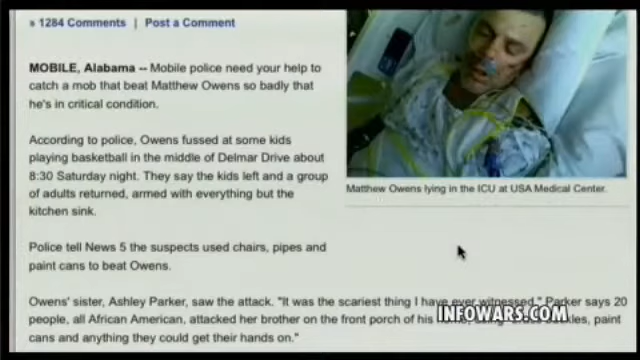 » 1284 Comments | Post a Comment
MOBILE, Alabama -- Mobile police need your help to
catch a mob that beat Matthew Owens so badly that
he's in critical condition.
According to police, Owens fussed at some kids
playing basketball in the middle of Delmar Drive about
8:30 Saturday night. They say the kids left and a group
of adults returned, armed with everything but the
kitchen sink.
Matthew Owens lying in the ICU at USA Medical Center.
Police tell News 5 the suspects used chairs, pipes and
paint cans to beat Owens.
Owens' sister, Ashley Parker, saw the attack. "It was the scariest thing I have ever witnessed." Parker says 20
people, all African American, attacked her brother on the front porch of his paint
cans and anything they could get their hands on."
INFOWARS.COM